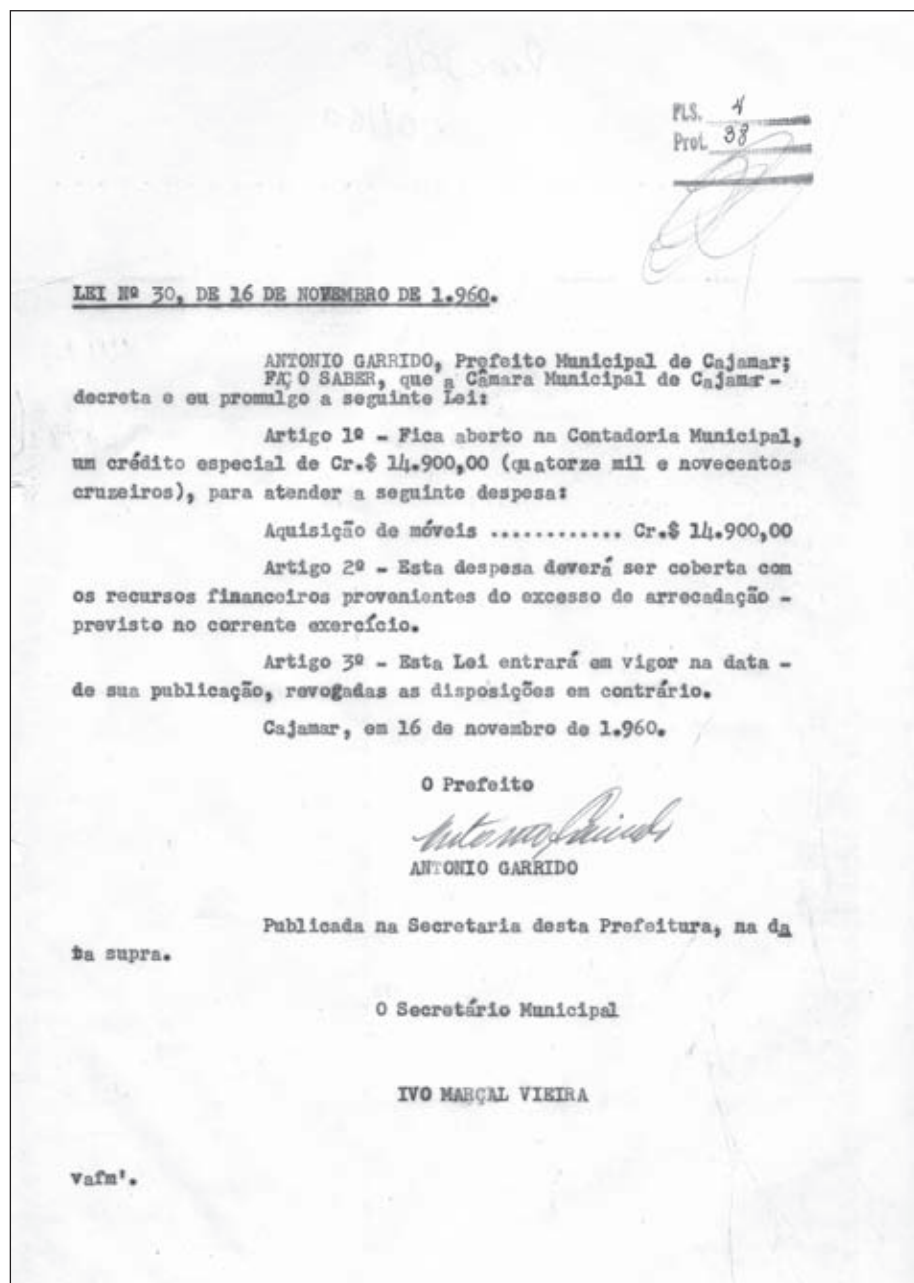 FLS. 4
Prot. 38
LEI Nº 30, DE 16 DE NOVEMBRO DE 1.960.
ANTONIO GARRIDO, Prefeito Municipal de Cajamar;
FAÇO SABER, que a Câmara Municipal de Cajamar-
decreta e eu promulgo a seguinte Lei:
Artigo 1º - Fica aberto na Contadoria Municipal,
um crédito especial de Cr.$ 14.900,00 (quatorze mil e novecentos
cruzeiros), para atender a seguinte despesa:
Aquisição de móveis ............ Cr.$ 14.900,00
Artigo 2º - Esta despesa deverá ser coberta com
os recursos financeiros provenientes do excesso de arrecadação -
previsto no corrente exercício.
Artigo 3º - Esta Lei entrará em vigor na data -
de sua publicação, revogadas as disposições em contrário.
Cajamar, em 16 de novembro de 1.960.
O Prefeito
ANTONIO GARRIDO
Publicada na Secretaria desta Prefeitura, na da
ta supra.
O Secretário Municipal
IVO MARÇAL VIEIRA
vafm'.